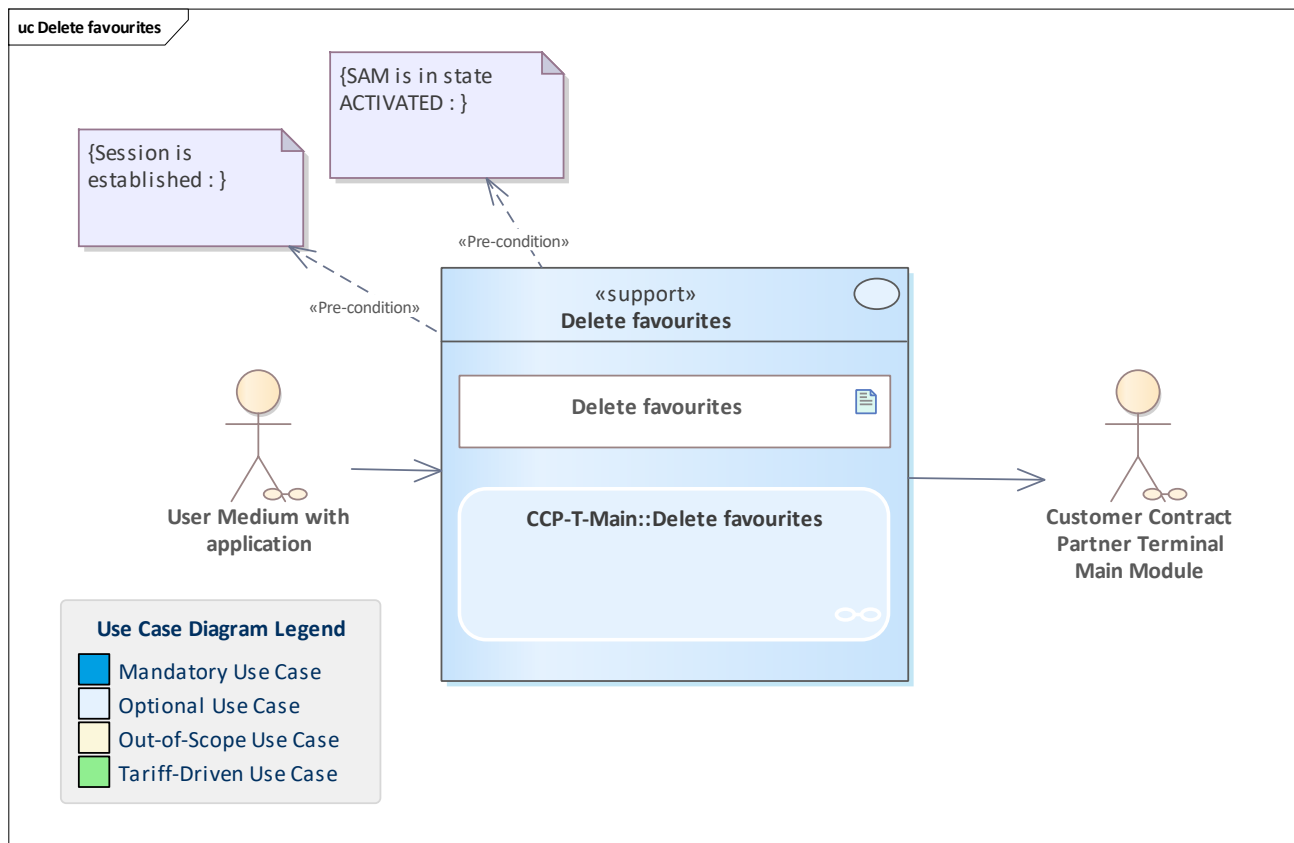 uc Delete favourites
{SAM is in state
ACTIVATED : }
{Session is
established : }
«Pre-condition»
«Pre-condition»
«support»
Delete favourites
Delete favourites
CCP-T-Main::Delete favourites
User Medium with
application
Customer Contract
Partner Terminal
Main Module
Use Case Diagram Legend
Mandatory Use Case
Optional Use Case
Out-of-Scope Use Case
Tariff-Driven Use Case